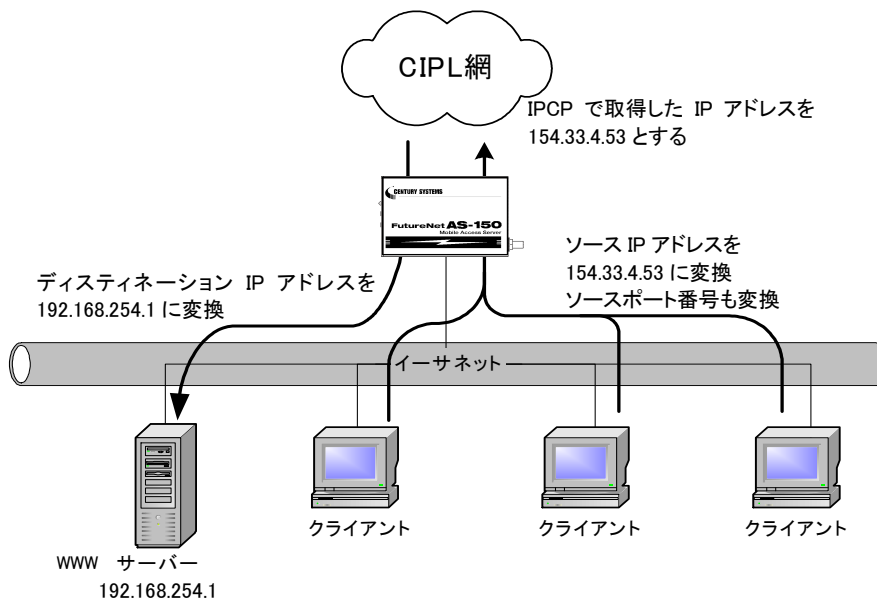 CIPL網
IPCP で取得した IP アドレスを
154.33.4.53 とする
CENTURY SYSTEMS
FutureNet AS-150
Mobile Access Server
ディスティネーション IP アドレスを
192.168.254.1 に変換
ソース IP アドレスを
154.33.4.53 に変換
ソースポート番号も変換
イーサネット
クライアント
クライアント
クライアント
WWW サーバー
192.168.254.1